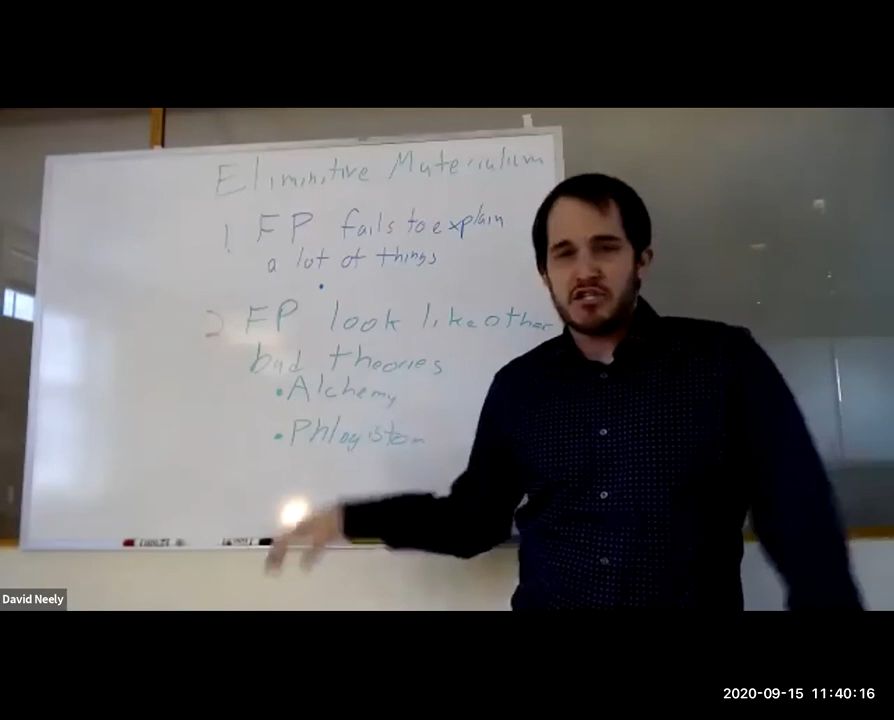 Eliminitive Materialism
1. FP fails to explain
a lot of things
2 FP look like other
bad theories
• Alchemy
• Phlogiston
David Neely
2020-09-15 11:40:16